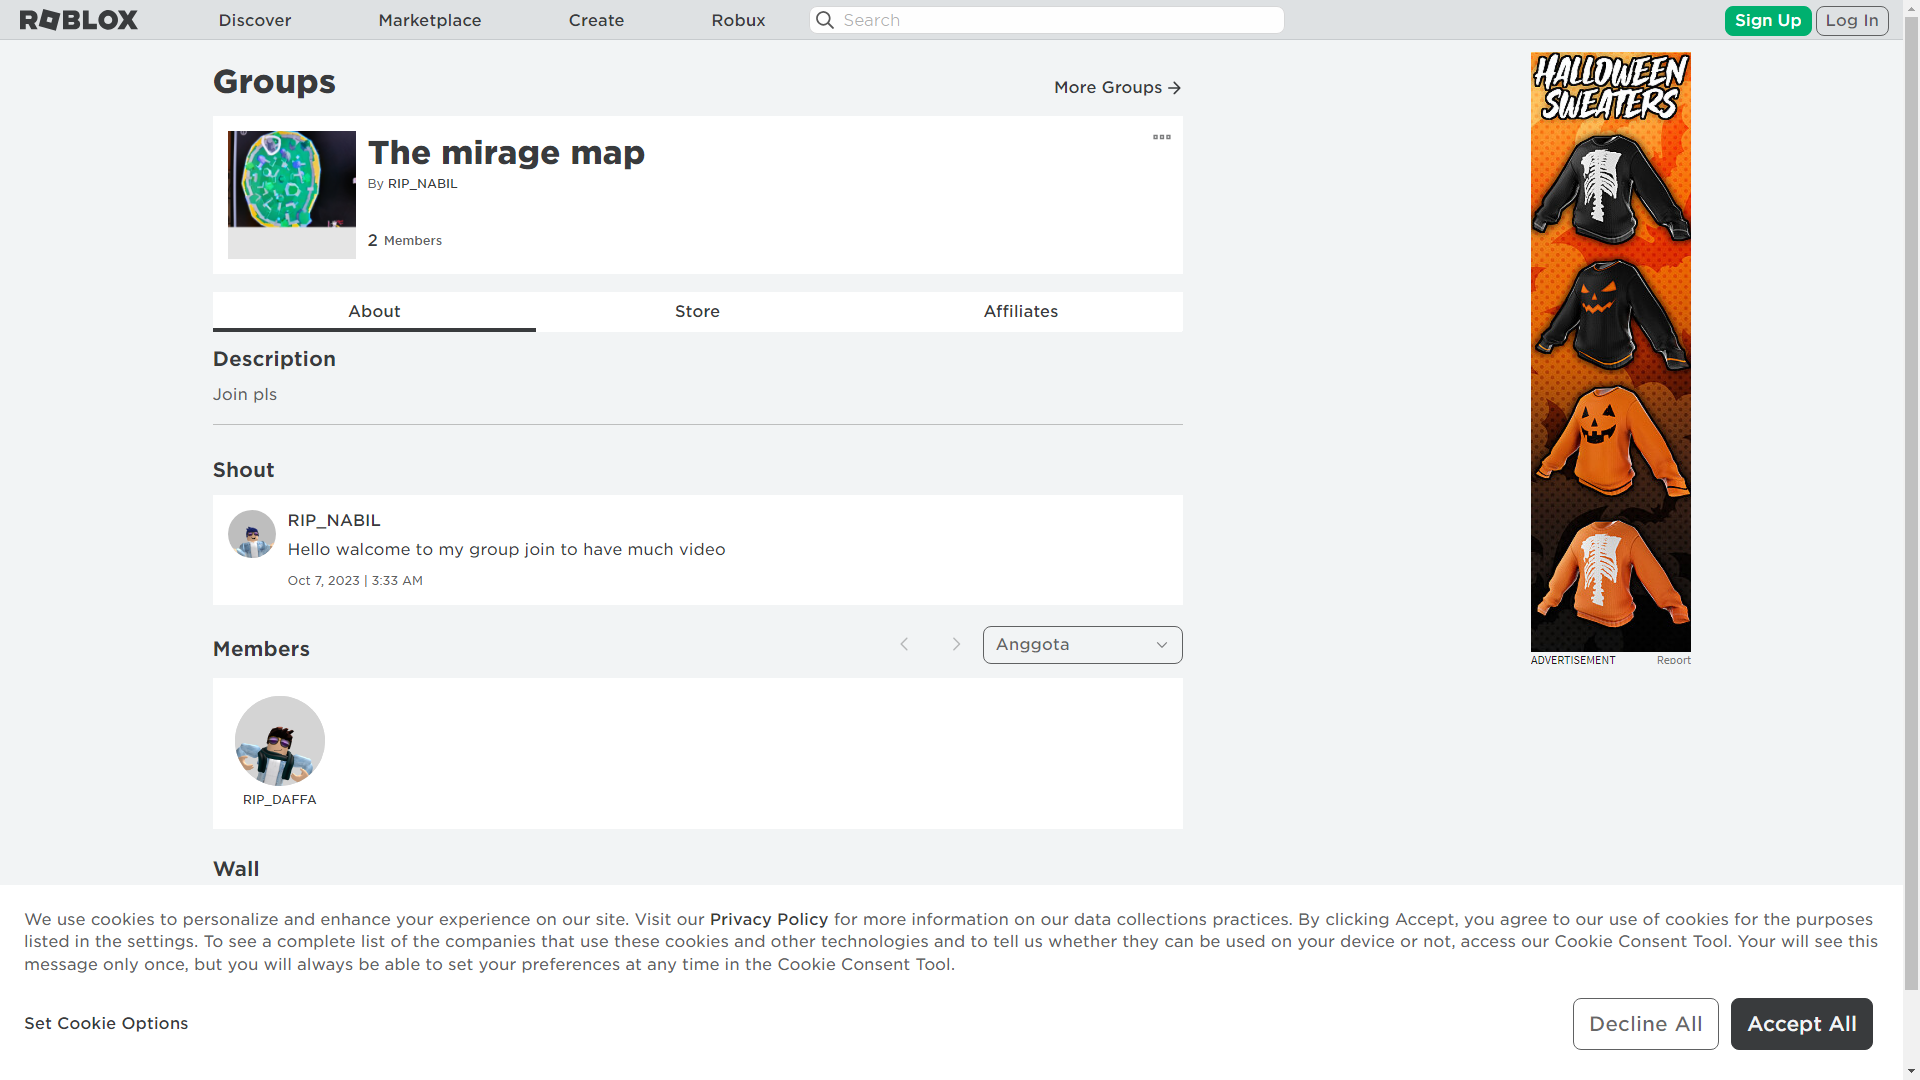 ROBLOX
Discover
Marketplace
Create
Robux
Search
Sign Up
Log In
Groups
More Groups
The mirage map
By RIP_NABIL
2 Members
About
Store
Affiliates
Description
Join pls
Shout
RIP_NABIL
Hello walcome to my group join to have much video
Oct 7, 2023 | 3:33 AM
Members
Anggota
RIP_DAFFA
Wall
HALLOWEEN
SWEATERS
ADVERTISEMENT
Report
We use cookies to personalize and enhance your experience on our site. Visit our Privacy Policy for more information on our data collections practices. By clicking Accept, you agree to our use of cookies for the purposes
listed in the settings. To see a complete list of the companies that use these cookies and other technologies and to tell us whether they can be used on your device or not, access our Cookie Consent Tool. Your will see this
message only once, but you will always be able to set your preferences at any time in the Cookie Consent Tool.
Set Cookie Options
Decline All
Accept All